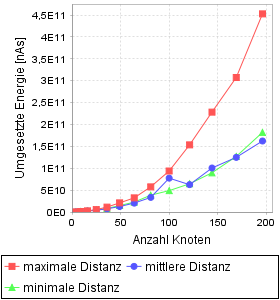 4,5E11
4E11
3,5E11
3E11
2,5E11
2E11
1,5E11
1E11
5E10
0E0
Umgesetzte Energie [nAs]
0 50 100 150 200
Anzahl Knoten
maximale Distanz mittlere Distanz
minimale Distanz